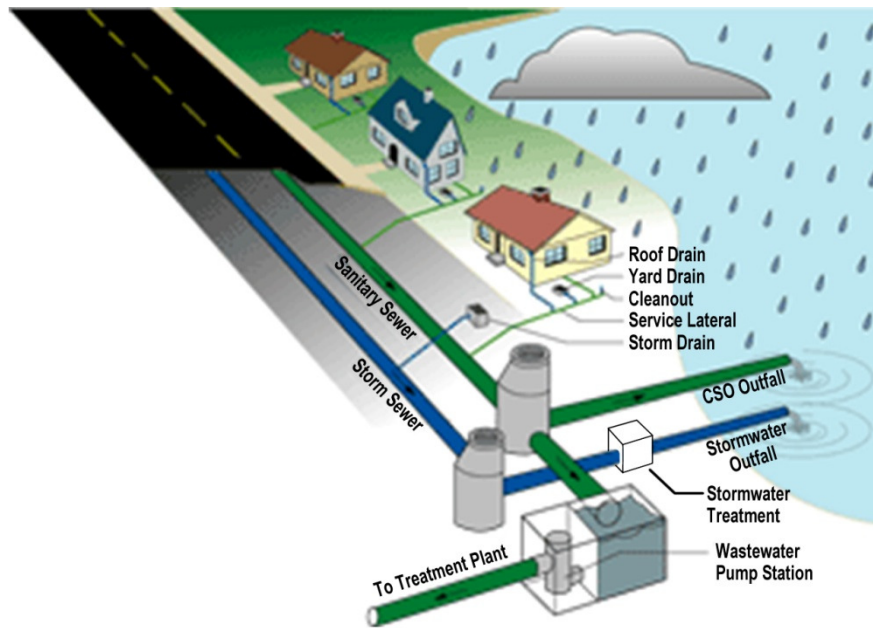 Roof Drain
Yard Drain
Cleanout
Service Lateral
Storm Drain
Sanitary Sewer
Storm Sewer
CSO Outfall
Stormwater
Outfall
Stormwater
Treatment
Wastewater
Pump Station
To Treatment Plant